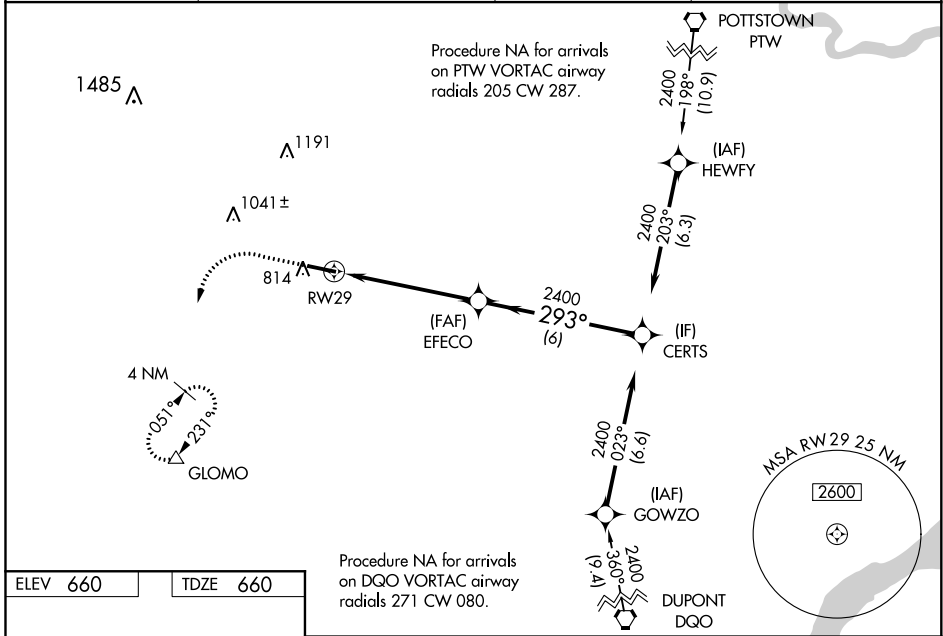 POTTSTOWN
PTW
Procedure NA for arrivals
on PTW VORTAC airway
radials 205 CW 287.
2400
198°
(10.9)
1485
1191
(IAF)
HEWFY
1041±
2400
203°
(6.3)
814
RW29
2400
293°
(6)
(FAF)
EFECO
(IF)
CERTS
4 NM
051°
231°
GLOMO
2400
023°
(6.6)
MSA RW 29 25 NM
2600
(IAF)
GOWZO
2400
360°
(9.4)
Procedure NA for arrivals
on DQO VORTAC airway
radials 271 CW 080.
DUPONT
DQO
ELEV 660
TDZE 660